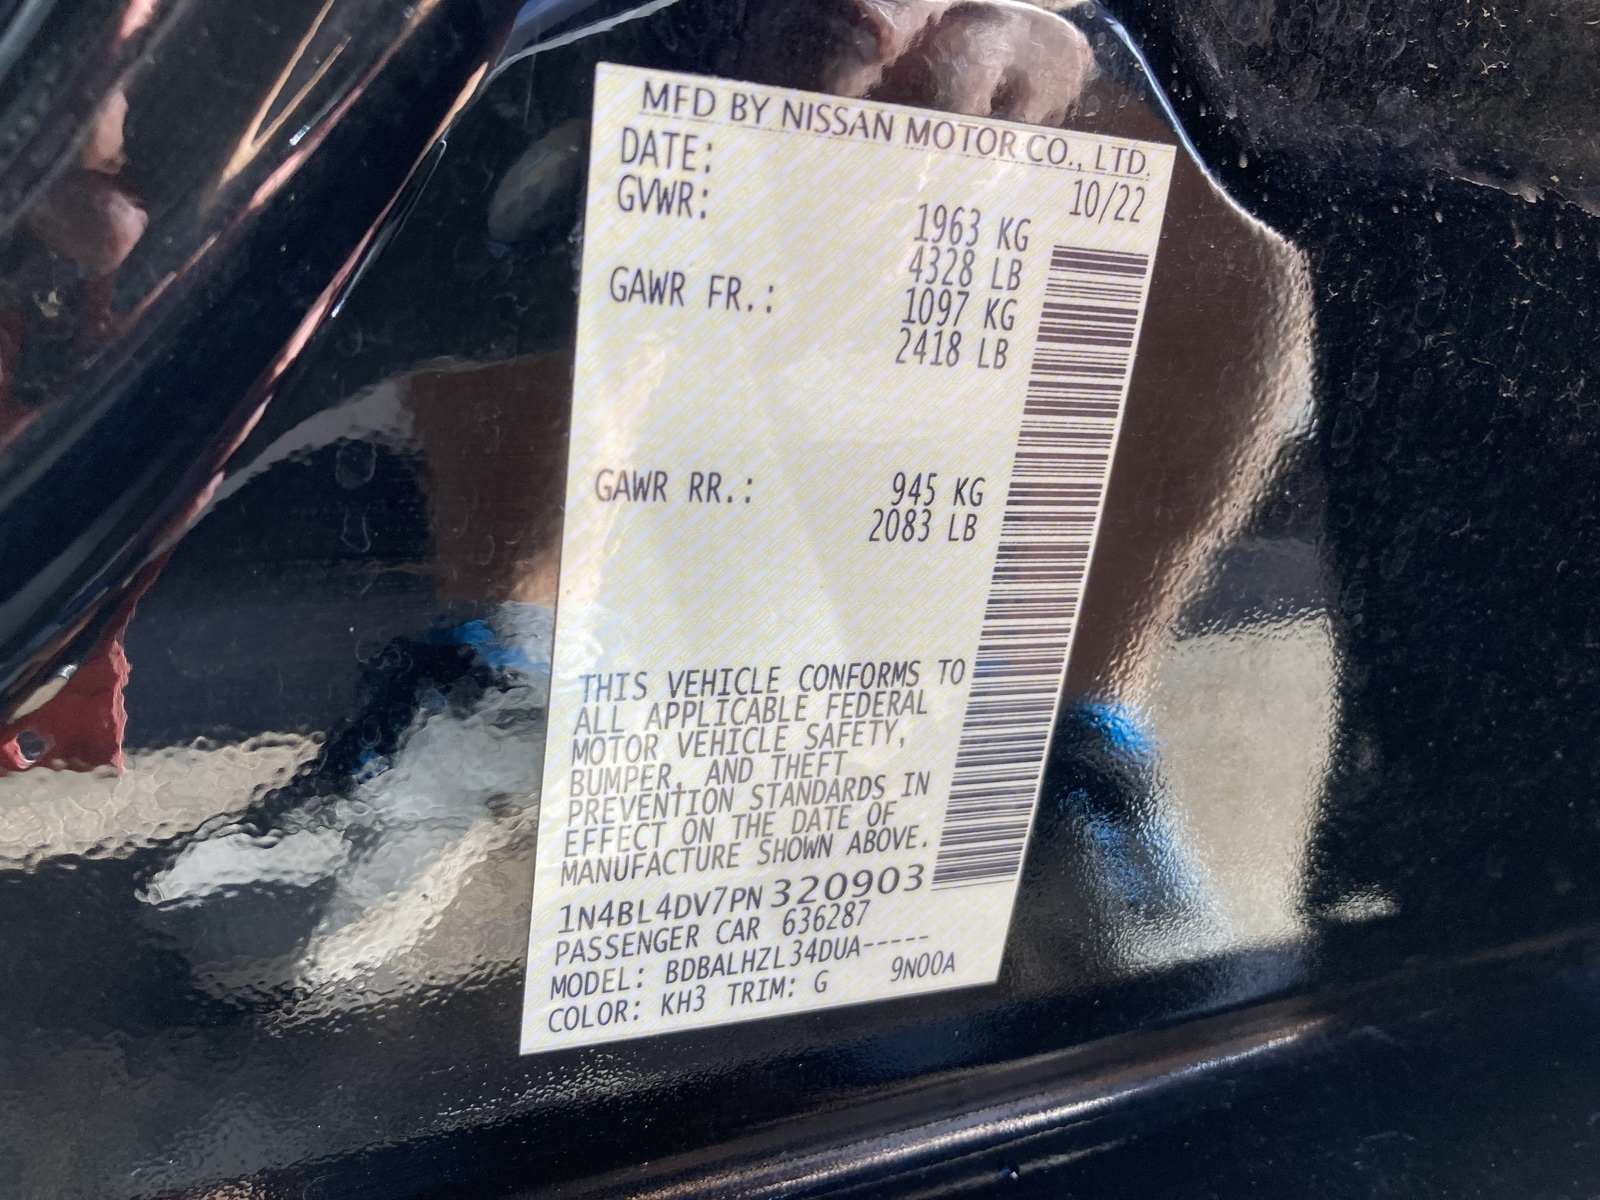 MFD BY NISSAN MOTOR CO., LTD.
DATE: 10/22
GVWR: 1963 KG
4328 LB
GAWR FR.: 1097 KG
2418 LB
GAWR RR.: 945 KG
2083 LB
THIS VEHICLE CONFORMS TO
ALL APPLICABLE FEDERAL
MOTOR VEHICLE SAFETY,
BUMPER, AND THEFT
PREVENTION STANDARDS IN
EFFECT ON THE DATE OF
MANUFACTURE SHOWN ABOVE.
1N4BL4DV7PN320903
PASSENGER CAR 636287
MODEL: BDBALHZL34DUA-----
COLOR: KH3 TRIM: G 9N00A